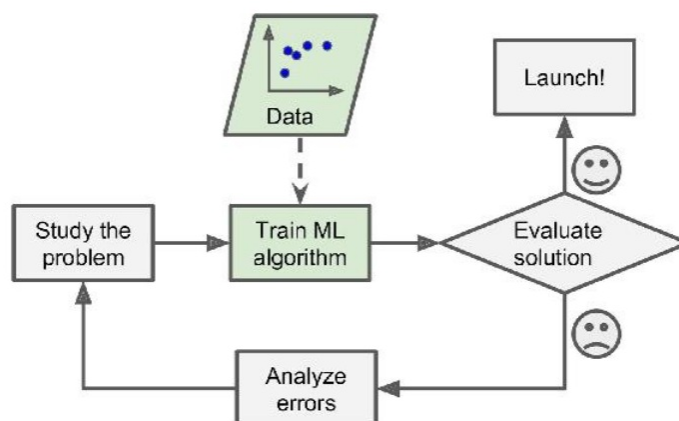 Data
Launch!
Study the
problem
Train ML
algorithm
Evaluate
solution
Analyze
errors